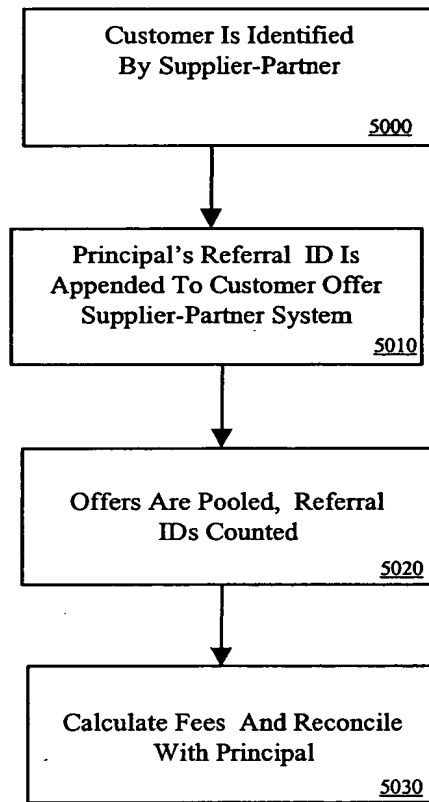 Customer Is Identified
By Supplier-Partner
5000
Principal's Referral ID Is
Appended To Customer Offer
Supplier-Partner System
5010
Offers Are Pooled, Referral
IDs Counted
5020
Calculate Fees And Reconcile
With Principal
5030